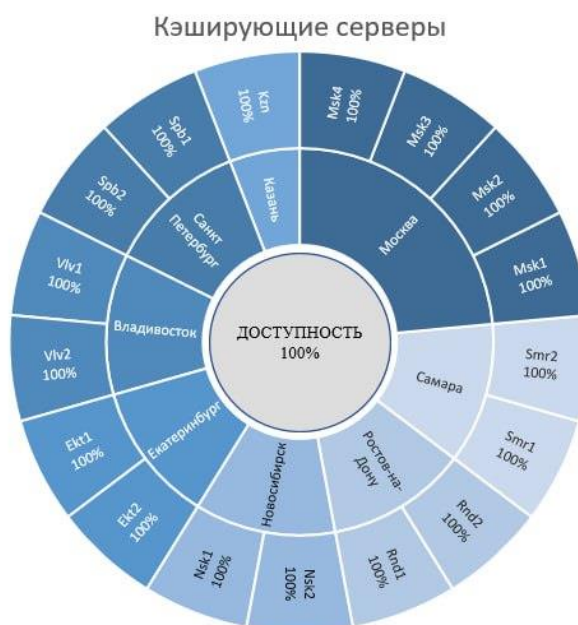 Кэширующие серверы
Msk4
100%
Msk3
100%
Msk2
100%
Msk1
100%
Smr2
100%
Smr1
100%
Rnd2
100%
Rnd1
100%
Nsk2
100%
Nsk1
100%
Ekt2
100%
Ekt1
100%
Vlv2
100%
Vlv1
100%
Spb2
100%
Spb1
100%
Kzn
100%
Москва
Самара
Ростов-на-
Дону
Новосибирск
Екатеринбург
Владивосток
Санкт
Петербург
Казань
ДОСТУПНОСТЬ
100%